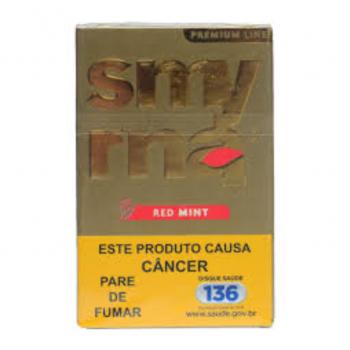 PREMIUM LINE
smy
rna
RED MINT
ESTE PRODUTO CAUSA
CÂNCER
PARE
DE
FUMAR
DISQUE SAÚDE
136
www.saude.gov.br